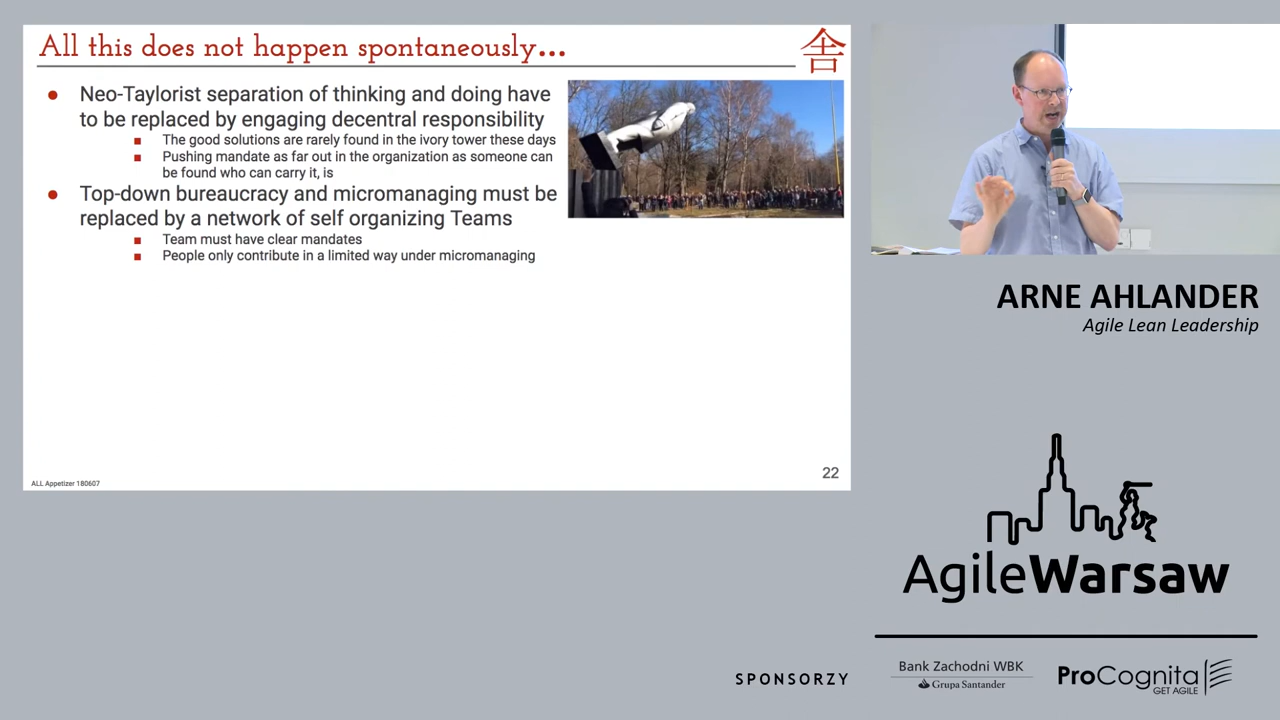 All this does not happen spontaneously...
舎
Neo-Taylorist separation of thinking and doing have
to be replaced by engaging decentral responsibility
The good solutions are rarely found in the ivory tower these days
Pushing mandate as far out in the organization as someone can
be found who can carry it, is
Top-down bureaucracy and micromanaging must be
replaced by a network of self organizing Teams
Team must have clear mandates
People only contribute in a limited way under micromanaging
ALL Appetizer 180607
22
ARNE AHLANDER
Agile Lean Leadership
AgileWarsaw
SPONSORZY
Bank Zachodni WBK
Grupa Santander
ProCognita
GET AGILE